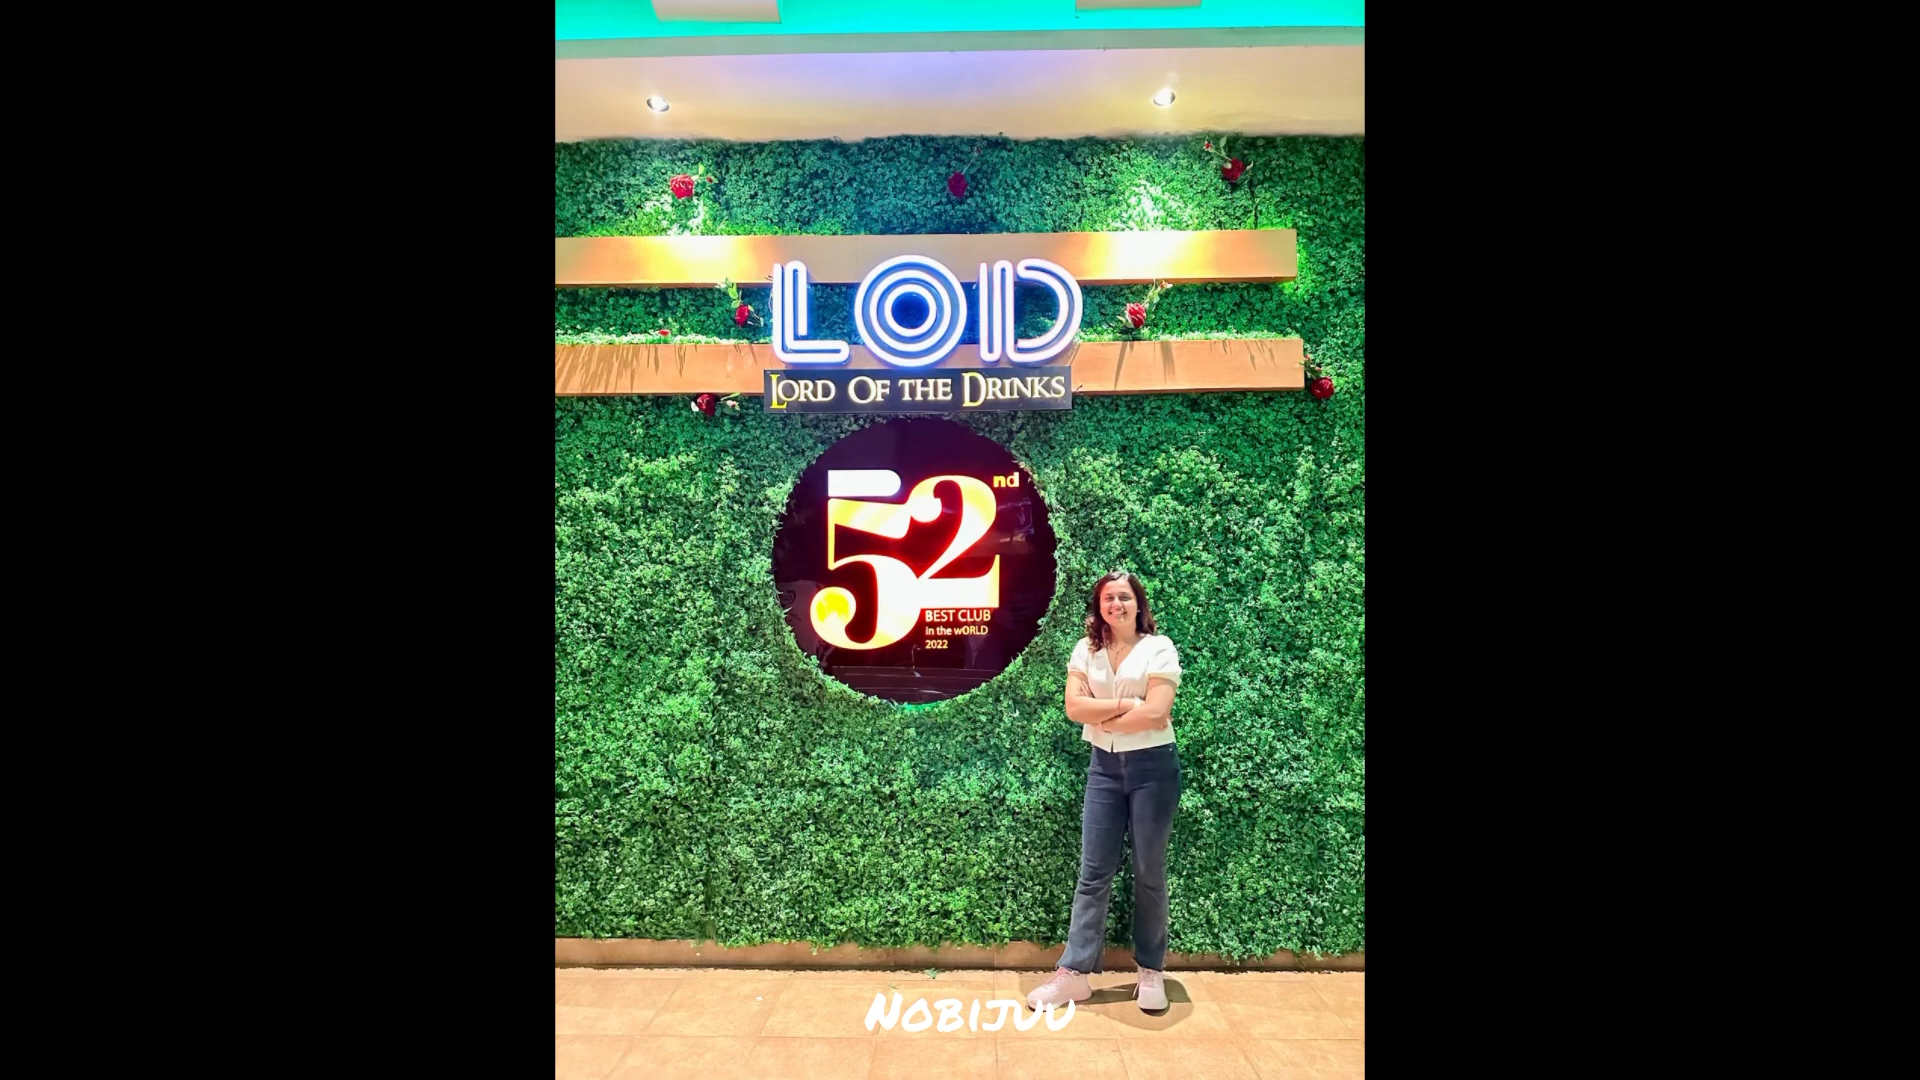 LOD
LORD OF THE DRINKS
52nd
BEST CLUB
in the wORLD
2022
NOBIJUU